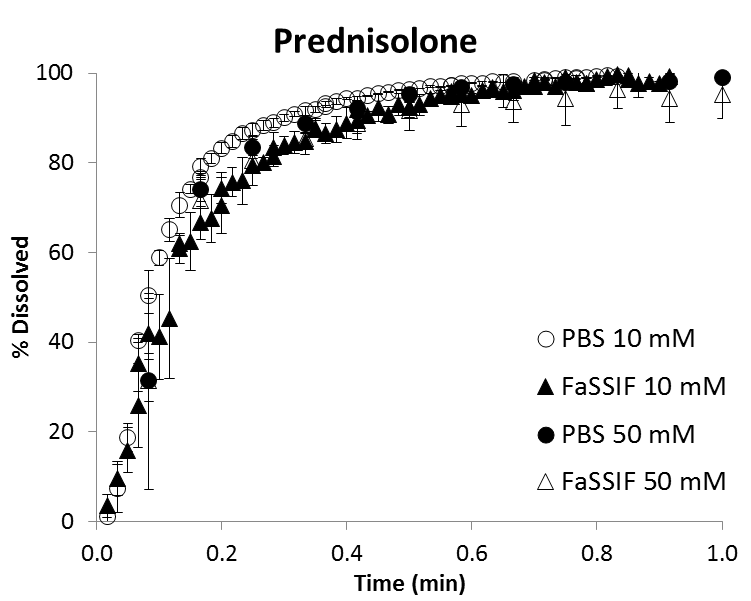 Prednisolone
100
80
60
40
20
0
% Dissolved
PBS 10 mM
FaSSIF 10 mM
PBS 50 mM
FaSSIF 50 mM
0.0 0.2 0.4 0.6 0.8 1.0
Time (min)